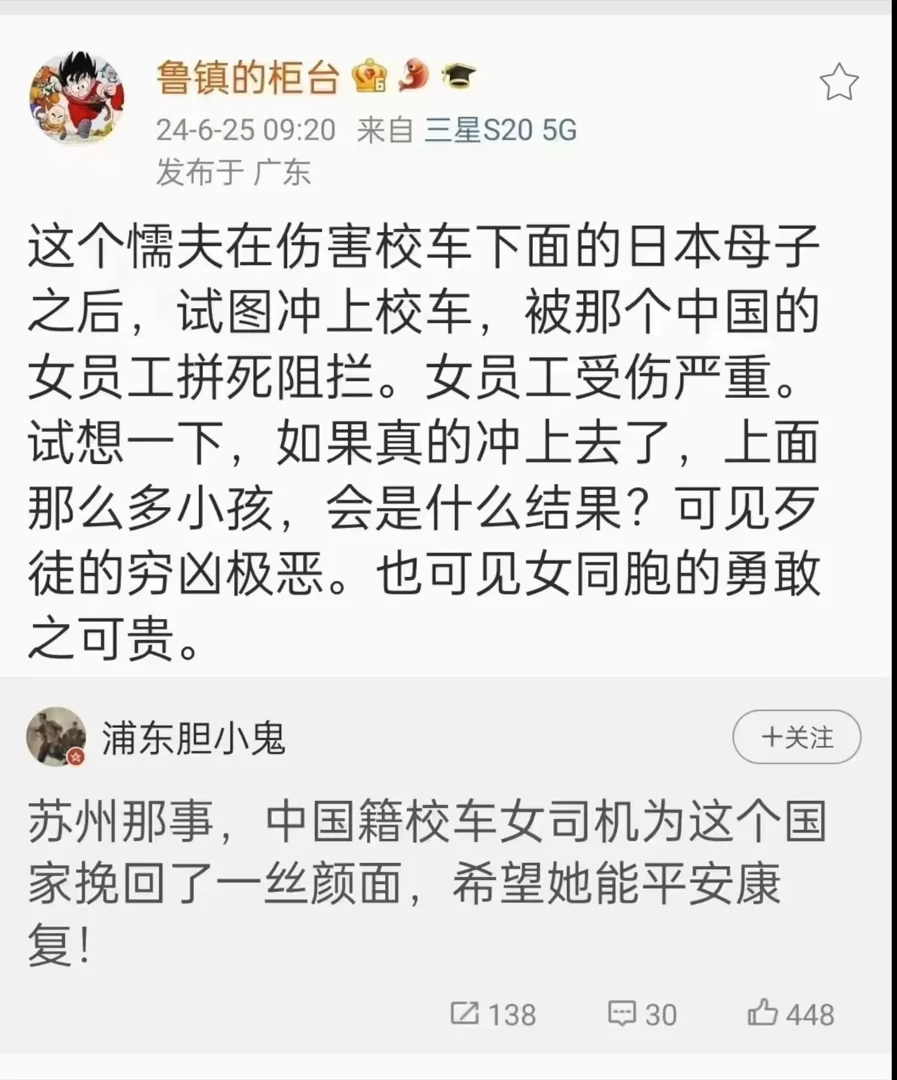 鲁镇的柜台
24-6-25 09:20 来自 三星S20 5G
发布于 广东
这个懦夫在伤害校车下面的日本母子
之后，试图冲上校车，被那个中国的
女员工拼死阻拦。女员工受伤严重。
试想一下，如果真的冲上去了，上面
那么多小孩，会是什么结果？可见歹
徒的穷凶极恶。也可见女同胞的勇敢
之可贵。
浦东胆小鬼
十关注
苏州那事，中国籍校车女司机为这个国
家挽回了一丝颜面，希望她能平安康
复！
138 30 448